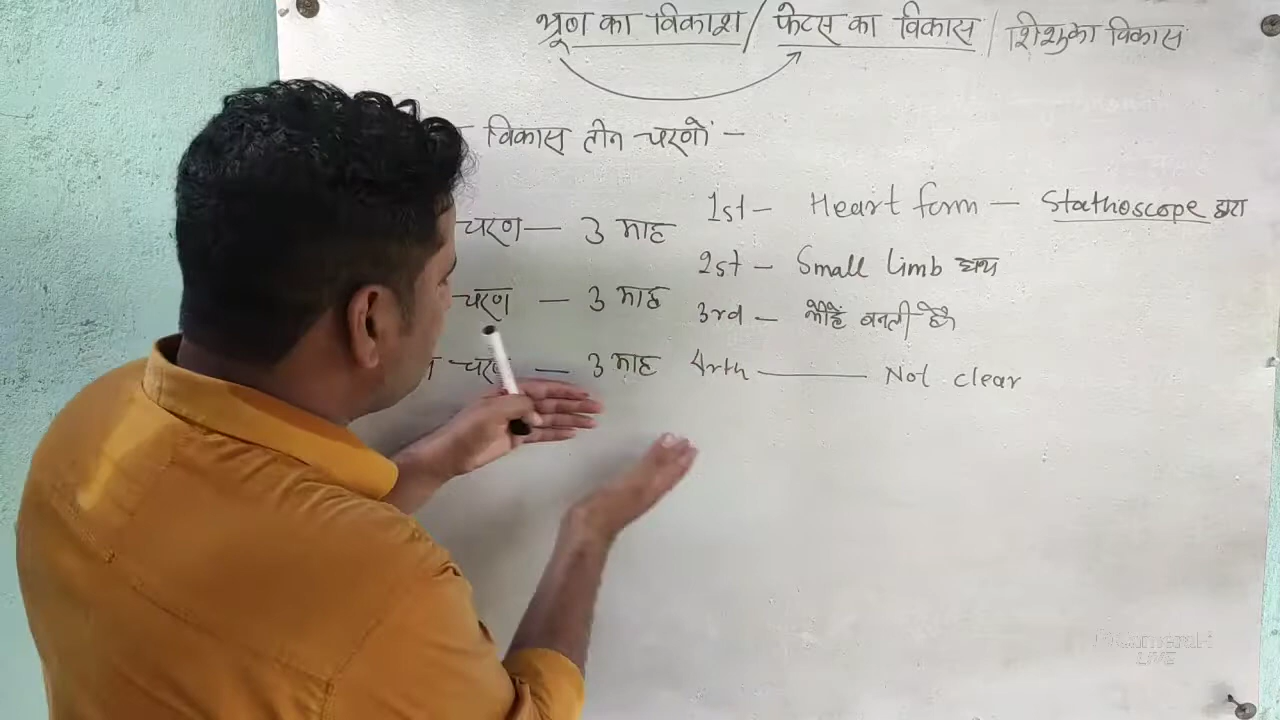 भ्रूण का विकाश / फेटस का विकास / शिशु का विकास
विकास तीन चरणों -
चरण — 3 माह
चरण — 3 माह
चरण — 3 माह
1st - Heart form - Stathoscope द्वारा
2st - Small limb
3rd - भौहें बनती है
4rth ——— Not clear